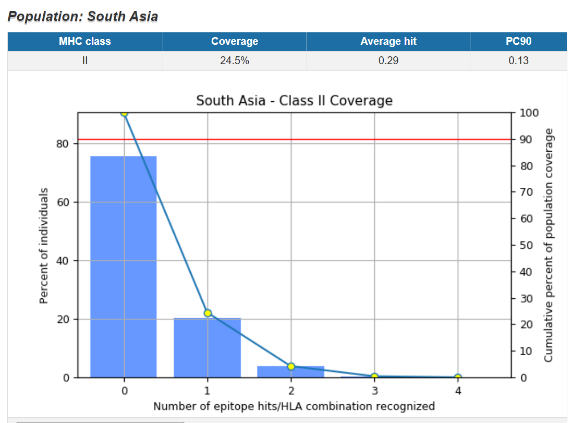 Population: South Asia
MHC class Coverage Average hit PC90
II 24.5% 0.29 0.13
South Asia - Class II Coverage
Percent of individuals
80
60
40
20
0
100
90
80
70
60
50
40
30
20
10
0
Cumulative percent of population coverage
0 1 2 3 4
Number of epitope hits/HLA combination recognized